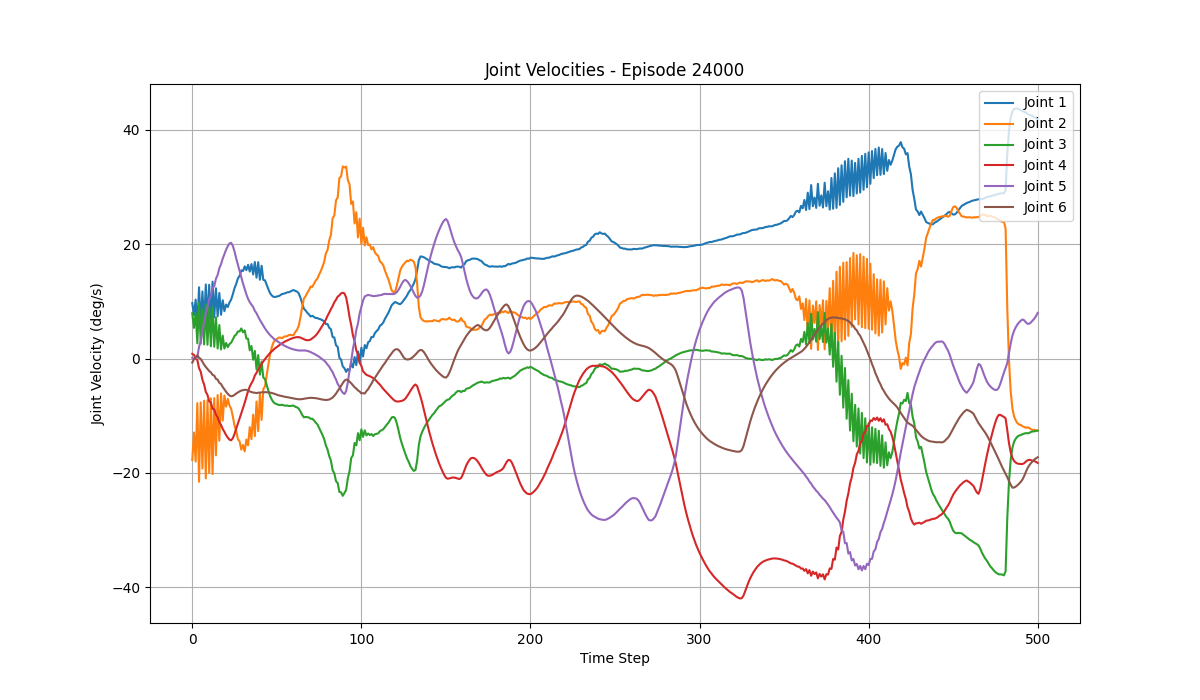 Joint Velocities - Episode 24000
Joint 1
Joint 2
Joint 3
Joint 4
Joint 5
Joint 6
Joint Velocity (deg/s)
40
20
0
−20
−40
0 100 200 300 400 500
Time Step